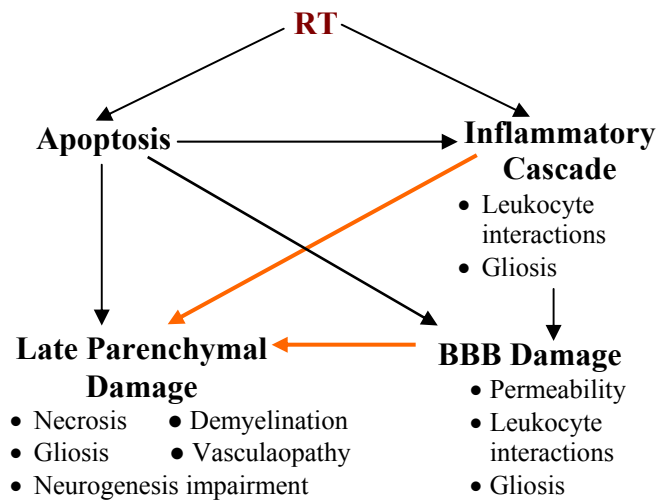 RT
Apoptosis
Inflammatory
Cascade
• Leukocyte
interactions
• Gliosis
Late Parenchymal
Damage
• Necrosis • Demyelination
• Gliosis • Vasculaopathy
• Neurogenesis impairment
BBB Damage
• Permeability
• Leukocyte
interactions
• Gliosis